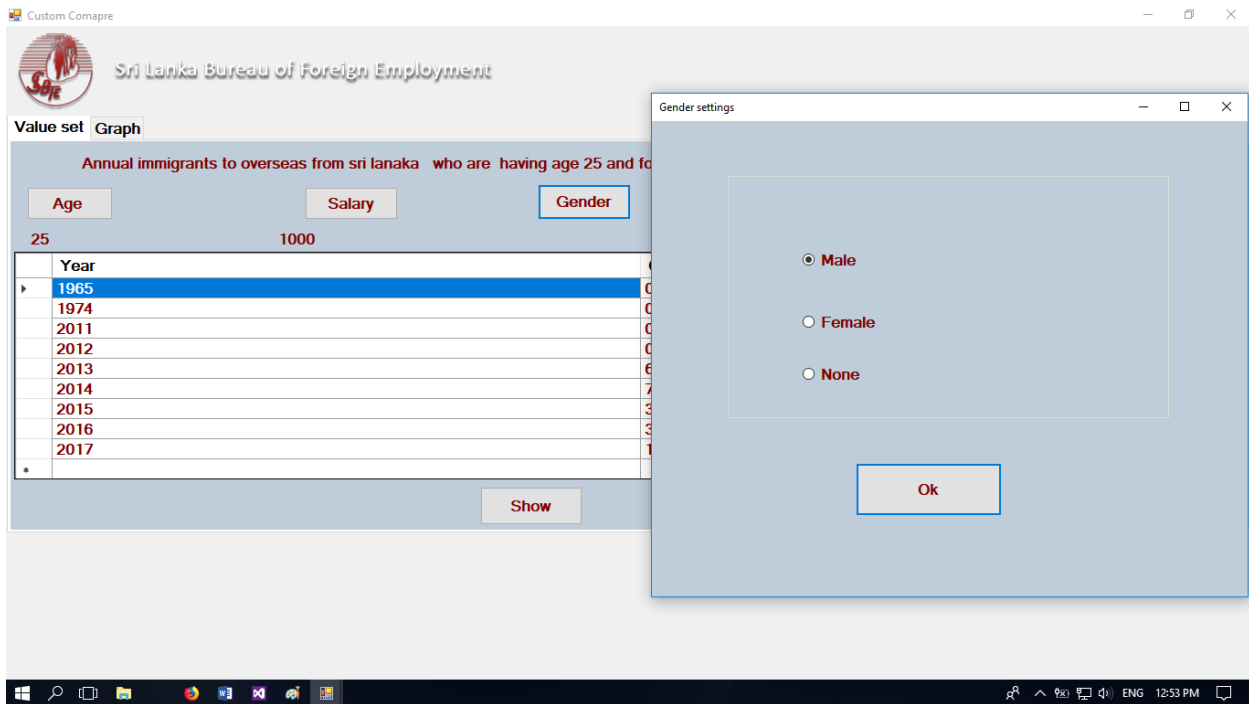 Custom Comapre
SBFE
Sri Lanka Bureau of Foreign Employment
Value set Graph
Annual immigrants to overseas from sri lanaka who are having age 25 and fo
Age Salary Gender
25 1000
Year
1965
1974
2011
2012
2013
2014
2015
2016
2017
*
Show
Gender settings
Male
Female
None
Ok
ENG 12:53 PM